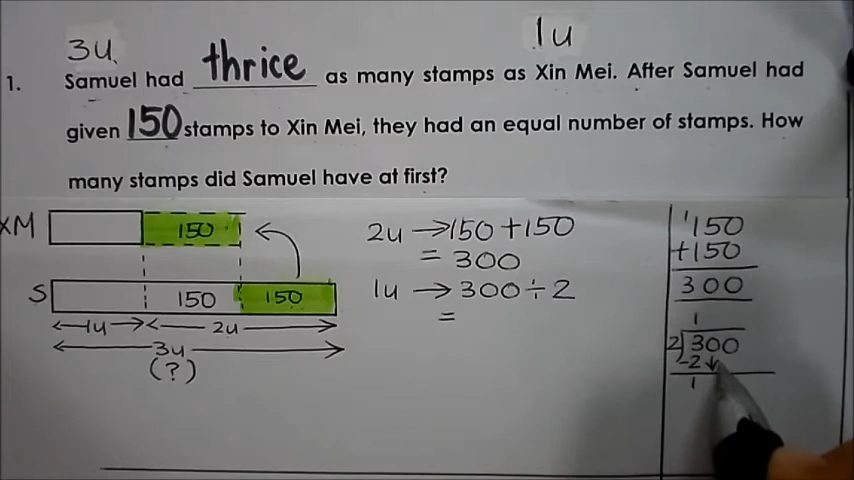 3u 1u
1. Samuel had thrice as many stamps as Xin Mei. After Samuel had
given 150 stamps to Xin Mei, they had an equal number of stamps. How
many stamps did Samuel have at first?
XM 150
S 150 150
1u 2u
3u
(?)
2u → 150 + 150
= 300
1u → 300 ÷ 2
=
1
150
+150
300
1
2)300
-2↓
1